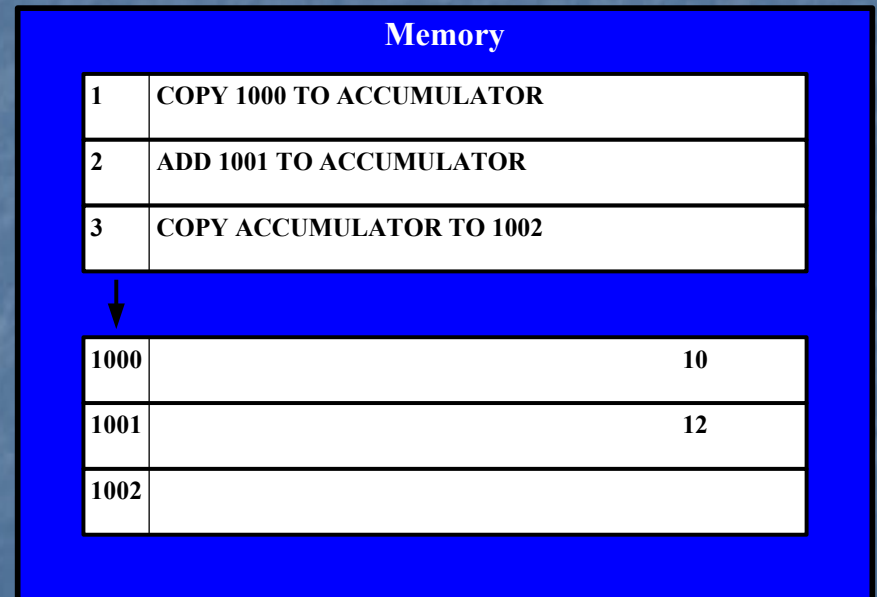 Memory
1 COPY 1000 TO ACCUMULATOR
2 ADD 1001 TO ACCUMULATOR
3 COPY ACCUMULATOR TO 1002
1000 10
1001 12
1002